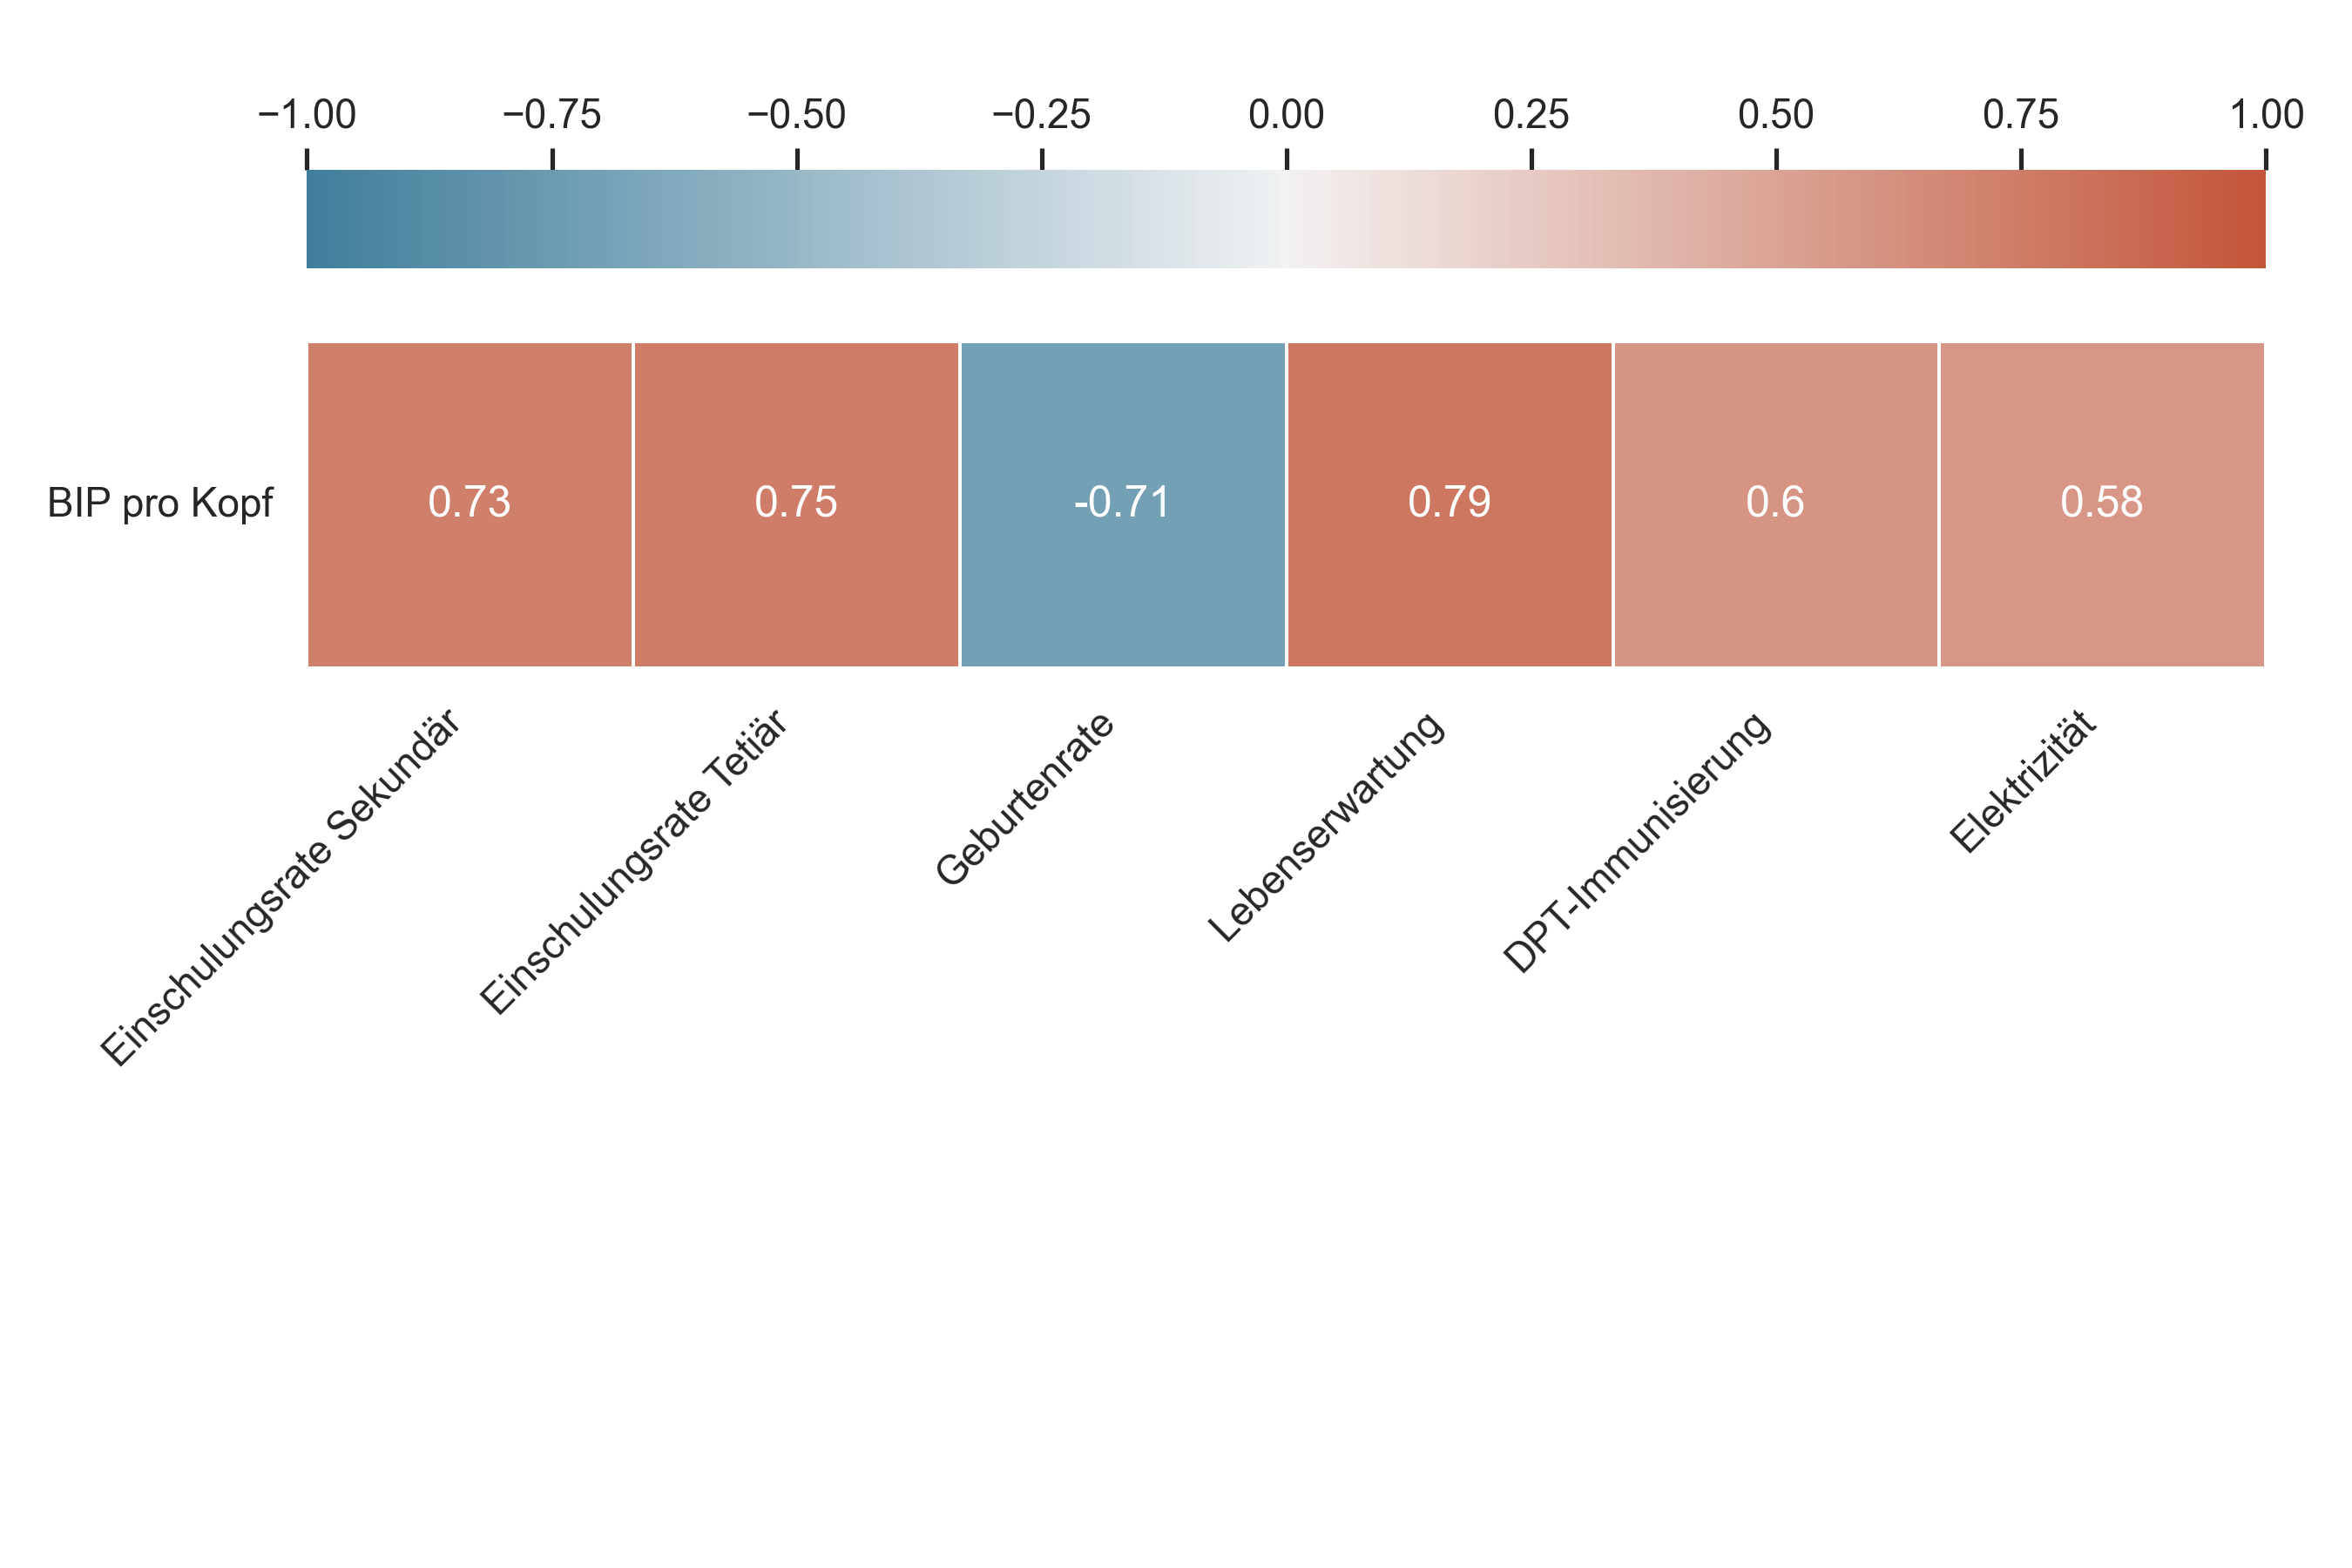 −1.00 −0.75 −0.50 −0.25 0.00 0.25 0.50 0.75 1.00
BIP pro Kopf 0.73 0.75 -0.71 0.79 0.6 0.58
Einschulungsrate Sekundär
Einschulungsrate Tetiär
Geburtenrate
Lebenserwartung
DPT-Immunisierung
Elektrizität